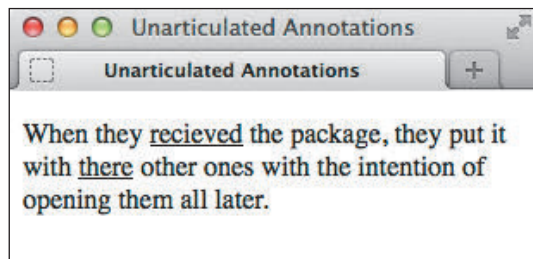 Unarticulated Annotations
Unarticulated Annotations
When they recieved the package, they put it
with there other ones with the intention of
opening them all later.